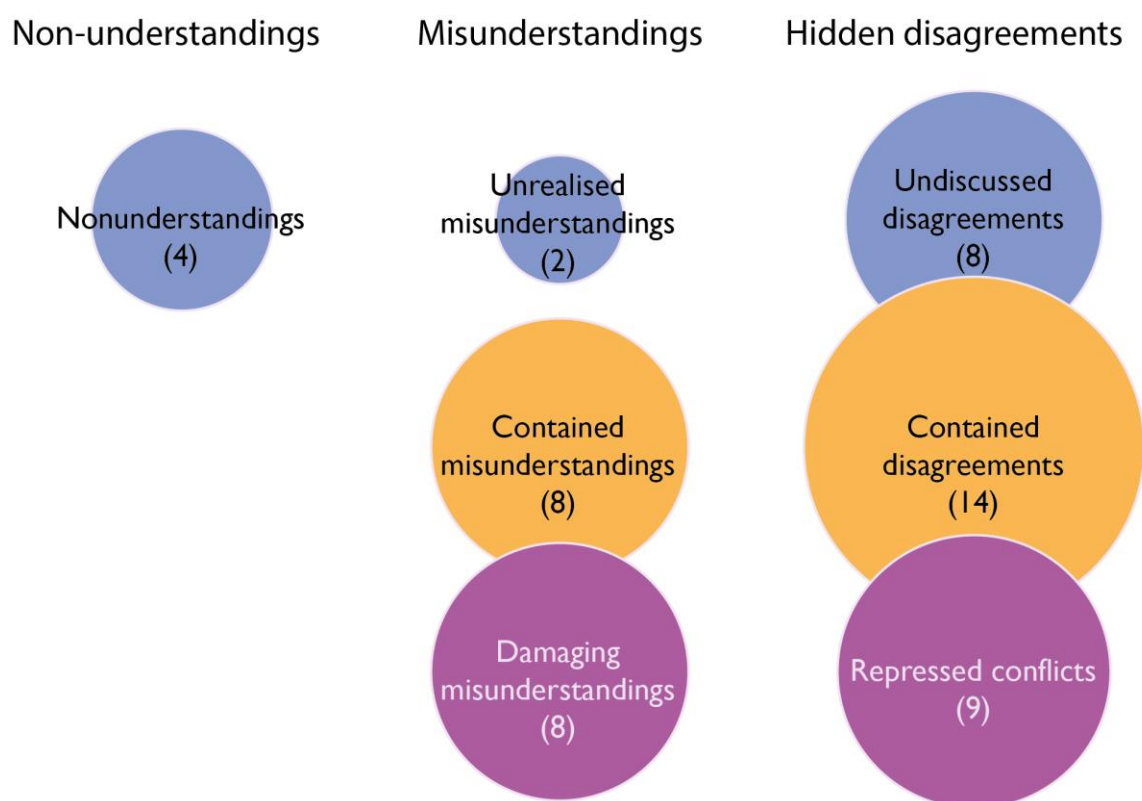 Non-understandings
Misunderstandings
Hidden disagreements
Nonunderstandings
(4)
Unrealised
misunderstandings
(2)
Undiscussed
disagreements
(8)
Contained
misunderstandings
(8)
Contained
disagreements
(14)
Damaging
misunderstandings
(8)
Repressed conflicts
(9)